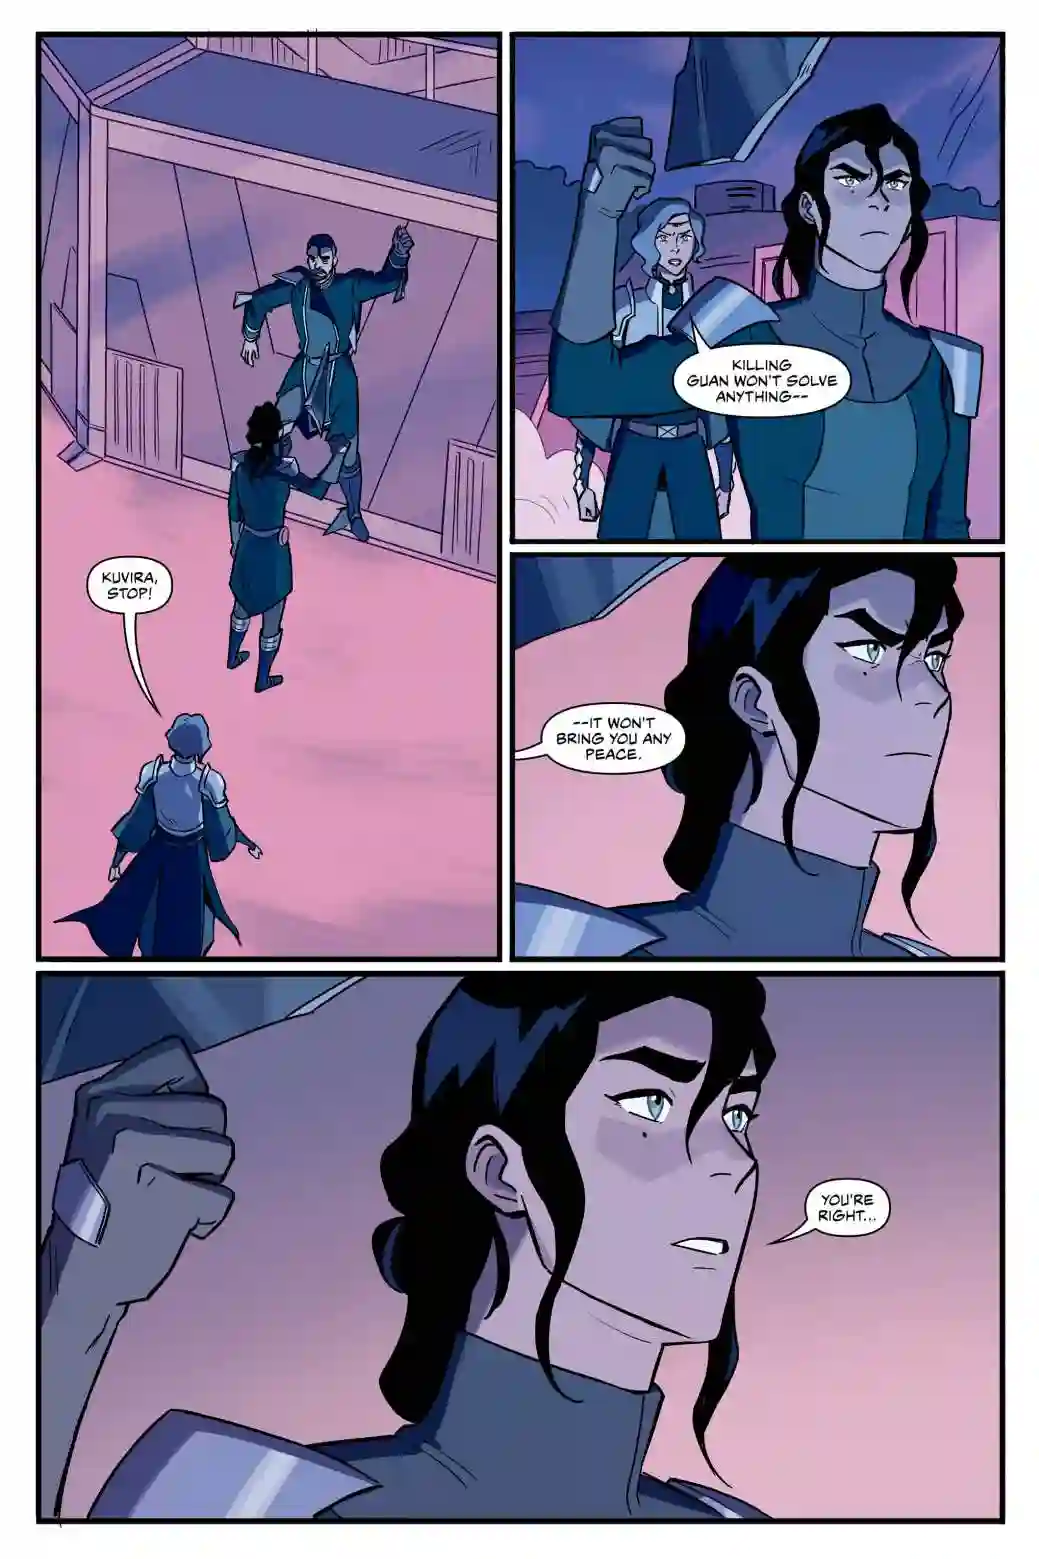 KUVIRA,
STOP!
KILLING
GUAN WON'T SOLVE
ANYTHING--
--IT WON'T
BRING YOU ANY
PEACE.
YOU'RE
RIGHT...